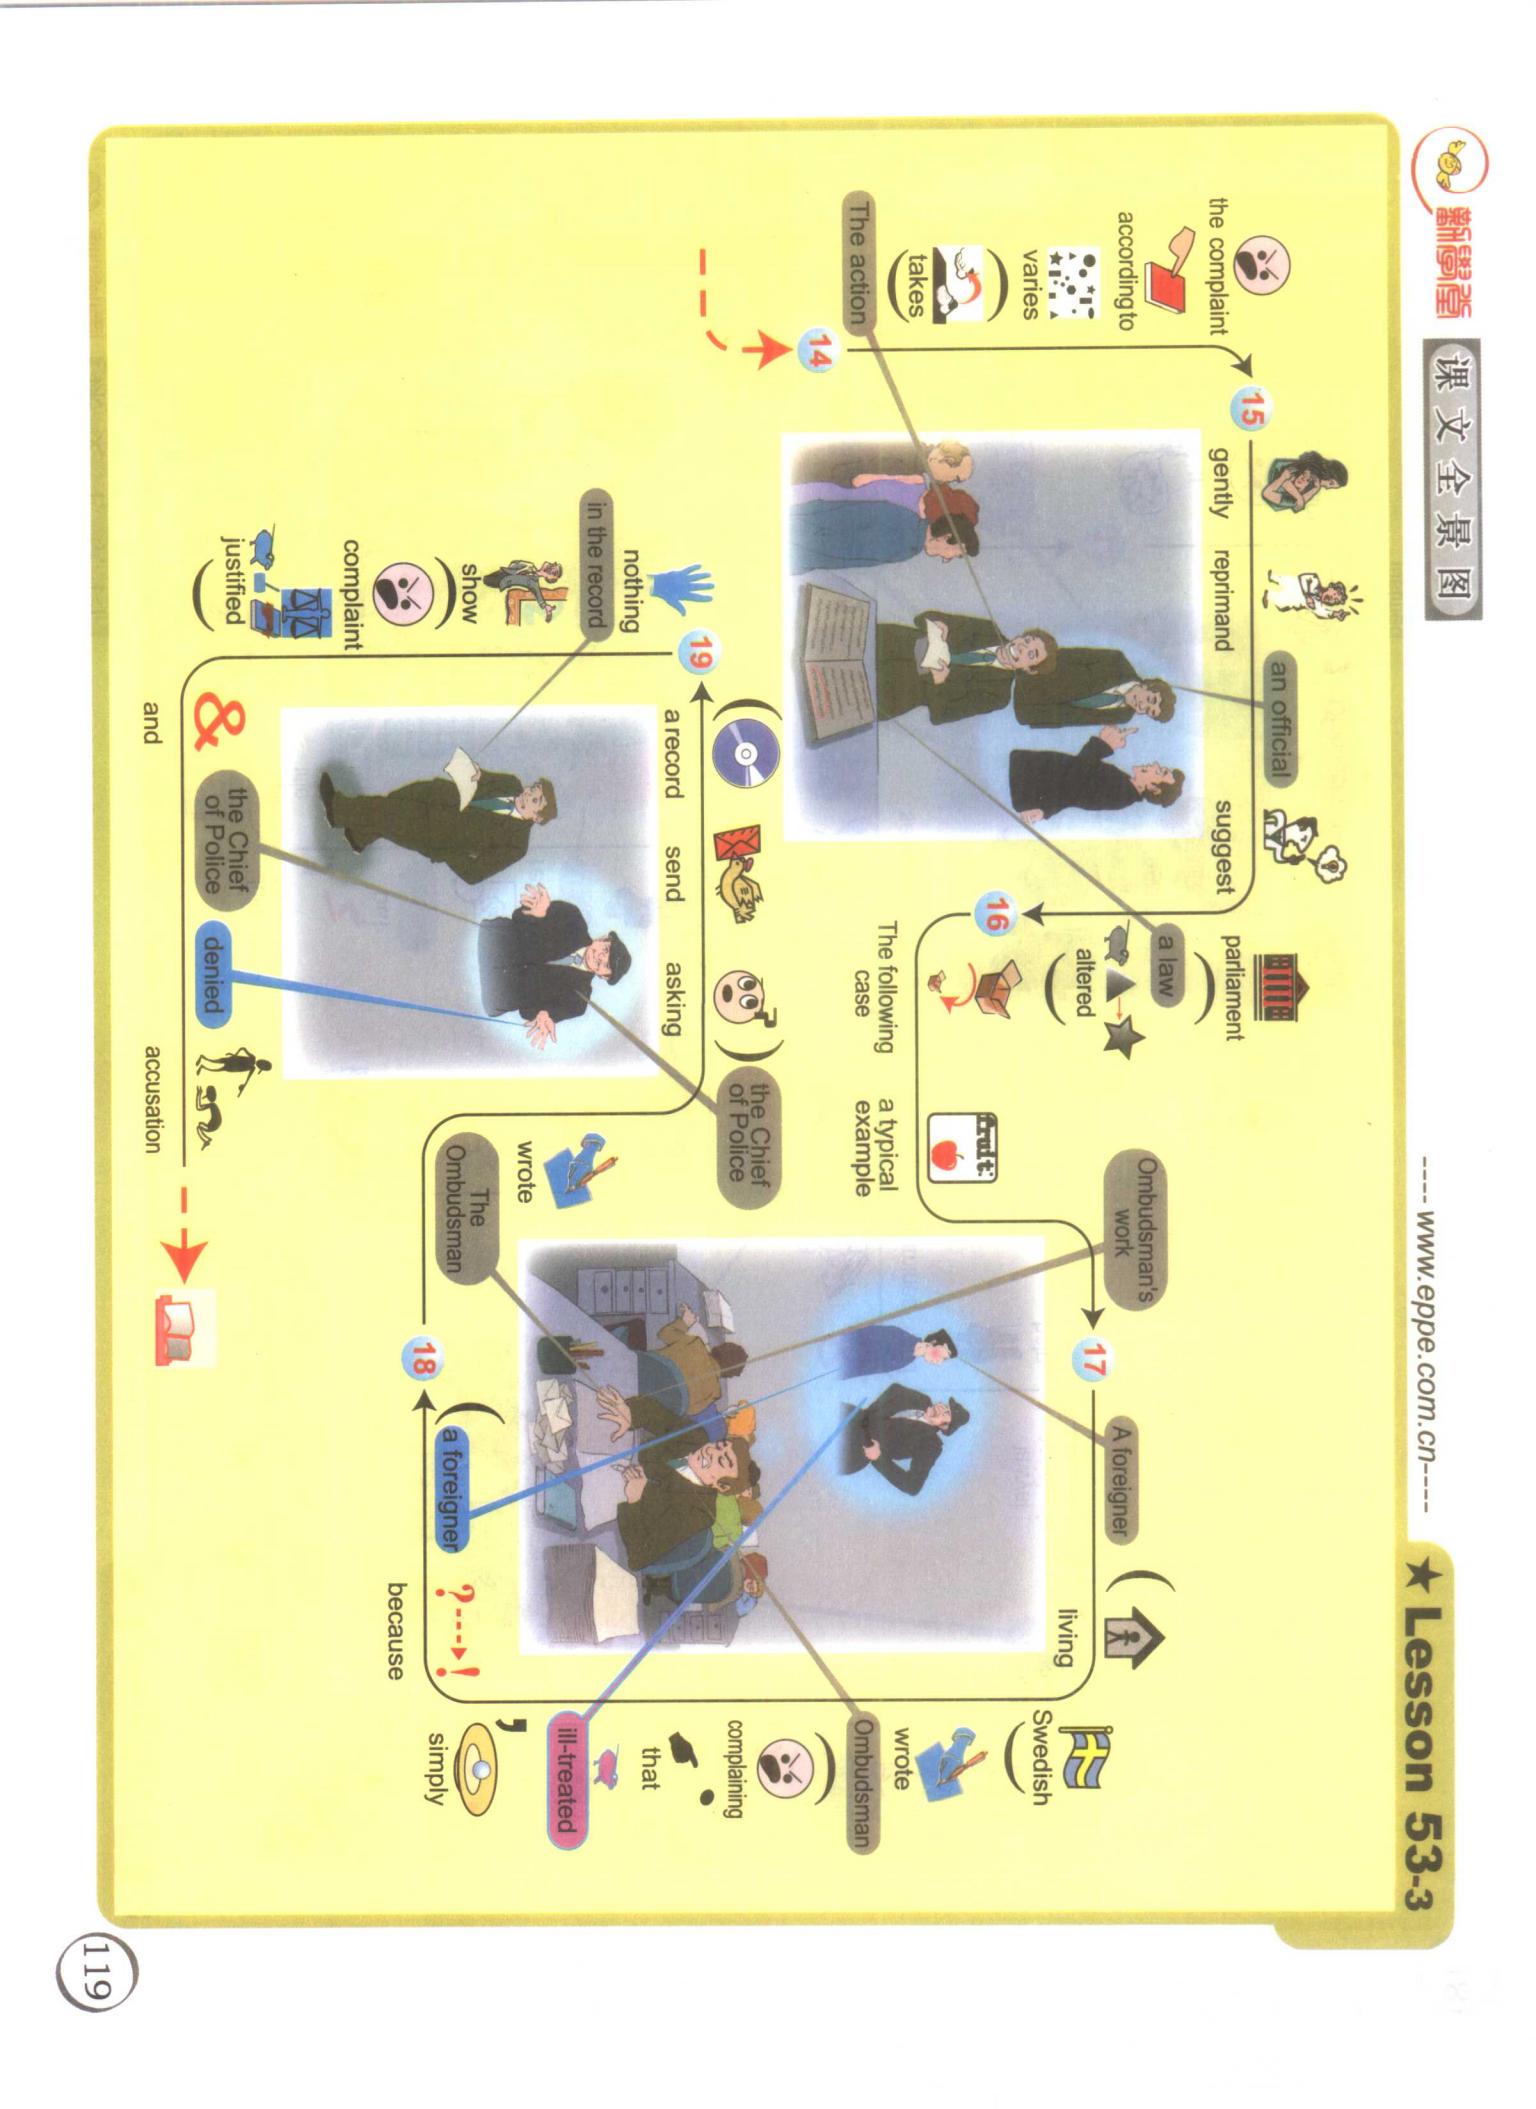 新學堂
课文全景图
----www.eppe.com.cn----
★ Lesson 53-3
14
The action
(takes)
varies
according to
the complaint
15
gently
reprimand
an official
suggest
parliament
(
a law
altered
)
16
The following
case
a typical
example
fruit:
Ombudsman's
work
17
A foreigner
(
living
Swedish
)
wrote
Ombudsman
(
complaining
that
ill-treated
,
simply
because
?---►!
a foreigner
)
18
The
Ombudsman
wrote
the Chief
of Police
(
asking
send
a record
)
19
nothing
in the record
show
(
complaint
justified
)
&
and
the Chief
of Police
denied
accusation
119